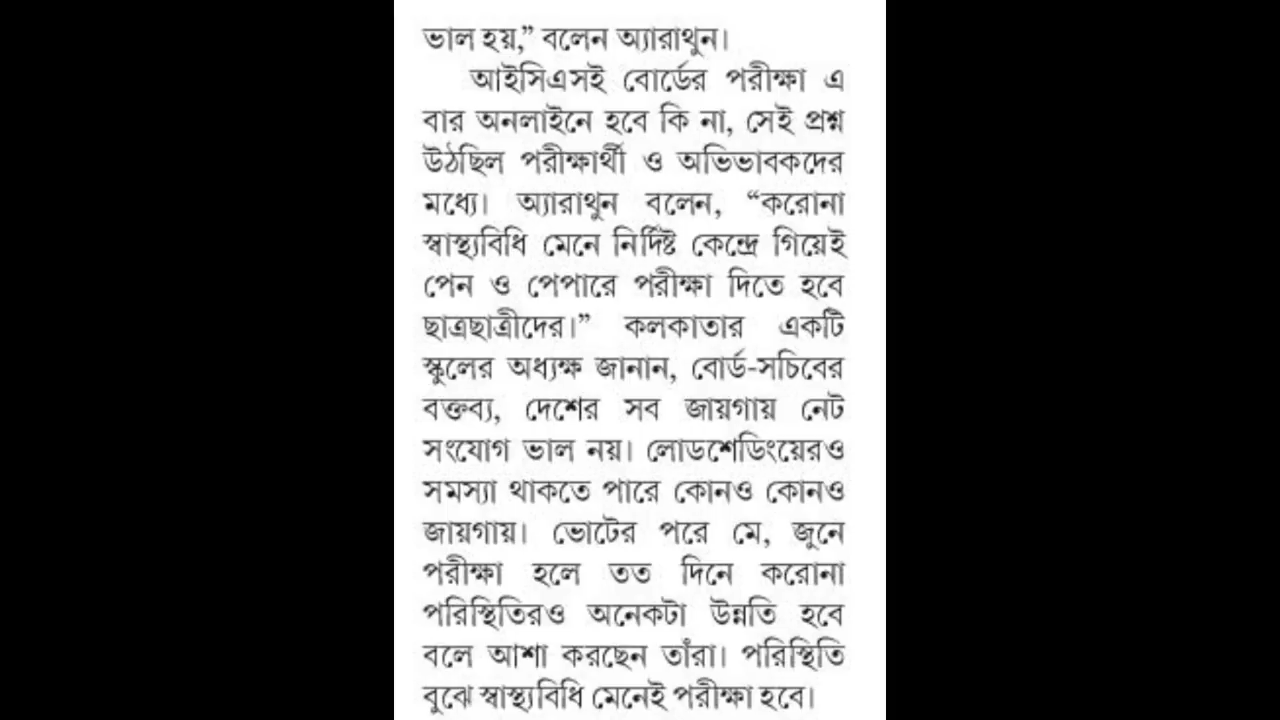 ভাল হয়,” বলেন অ্যারাথুন।
আইসিএসই বোর্ডের পরীক্ষা এ
বার অনলাইনে হবে কি না, সেই প্রশ্ন
উঠছিল পরীক্ষার্থী ও অভিভাবকদের
মধ্যে। অ্যারাথুন বলেন, “করোনা
স্বাস্থ্যবিধি মেনে নির্দিষ্ট কেন্দ্রে গিয়েই
পেন ও পেপারে পরীক্ষা দিতে হবে
ছাত্রছাত্রীদের।” কলকাতার একটি
স্কুলের অধ্যক্ষ জানান, বোর্ড-সচিবের
বক্তব্য, দেশের সব জায়গায় নেট
সংযোগ ভাল নয়। লোডশেডিংয়েরও
সমস্যা থাকতে পারে কোনও কোনও
জায়গায়। ভোটের পরে মে, জুনে
পরীক্ষা হলে তত দিনে করোনা
পরিস্থিতিরও অনেকটা উন্নতি হবে
বলে আশা করছেন তাঁরা। পরিস্থিতি
বুঝে স্বাস্থ্যবিধি মেনেই পরীক্ষা হবে।